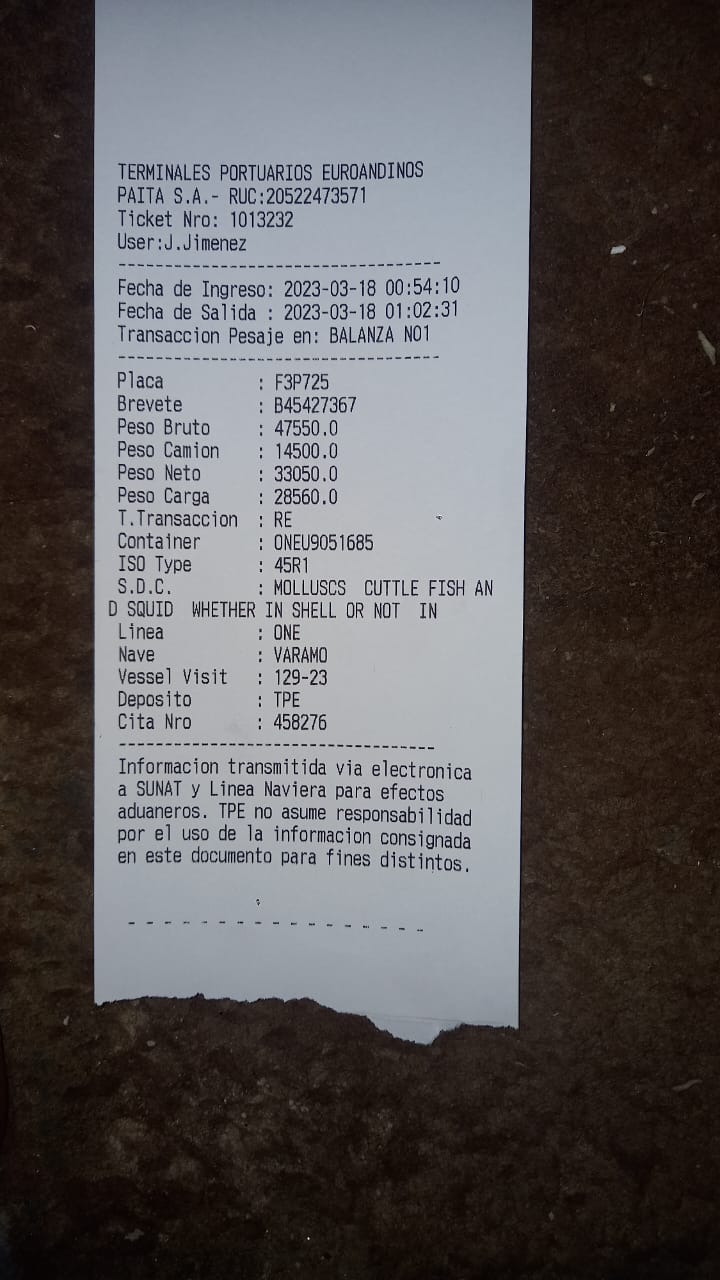 TERMINALES PORTUARIOS EUROANDINOS
PAITA S.A.- RUC:20522473571
Ticket Nro: 1013232
User:J.Jimenez
----------------------------------
Fecha de Ingreso: 2023-03-18 00:54:10
Fecha de Salida : 2023-03-18 01:02:31
Transaccion Pesaje en: BALANZA NO1
----------------------------------
Placa : F3P725
Brevete : B45427367
Peso Bruto : 47550.0
Peso Camion : 14500.0
Peso Neto : 33050.0
Peso Carga : 28560.0
T.Transaccion : RE
Container : ONEU9051685
ISO Type : 45R1
S.D.C. : MOLLUSCS CUTTLE FISH AN
D SQUID WHETHER IN SHELL OR NOT IN
Linea : ONE
Nave : VARAMO
Vessel Visit : 129-23
Deposito : TPE
Cita Nro : 458276
----------------------------------
Informacion transmitida via electronica
a SUNAT y Linea Naviera para efectos
aduaneros. TPE no asume responsabilidad
por el uso de la informacion consignada
en este documento para fines distintos.
- - - - - - - - - - - - - - - - -